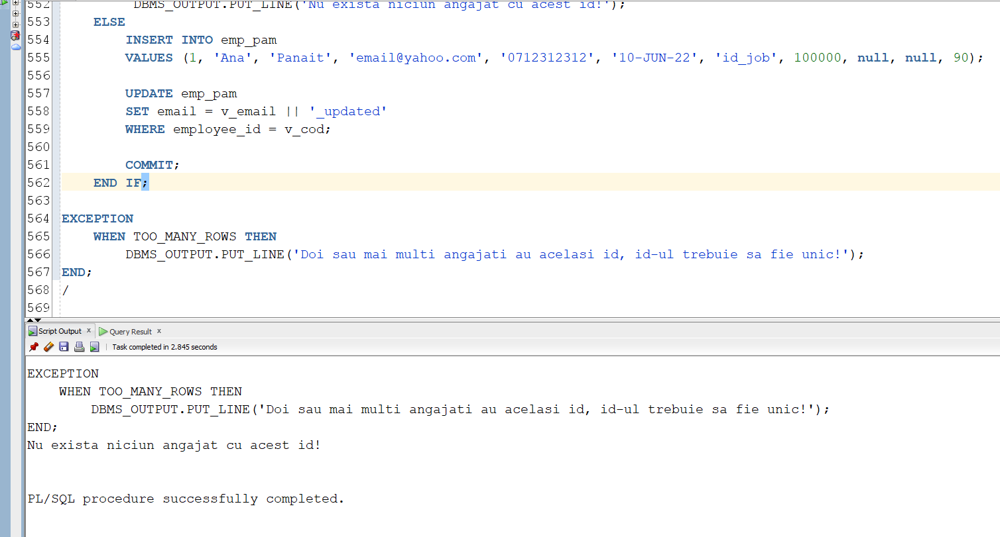 552 DBMS_OUTPUT.PUT_LINE('Nu exista niciun angajat cu acest id!');
553 ELSE
554 INSERT INTO emp_pam
555 VALUES (1, 'Ana', 'Panait', 'email@yahoo.com', '0712312312', '10-JUN-22', 'id_job', 100000, null, null, 90);
556
557 UPDATE emp_pam
558 SET email = v_email || '_updated'
559 WHERE employee_id = v_cod;
560
561 COMMIT;
562 END IF;
563
564 EXCEPTION
565 WHEN TOO_MANY_ROWS THEN
566 DBMS_OUTPUT.PUT_LINE('Doi sau mai multi angajati au acelasi id, id-ul trebuie sa fie unic!');
567 END;
568 /
569
Script Output x Query Result x
Task completed in 2.845 seconds
EXCEPTION
WHEN TOO_MANY_ROWS THEN
DBMS_OUTPUT.PUT_LINE('Doi sau mai multi angajati au acelasi id, id-ul trebuie sa fie unic!');
END;
Nu exista niciun angajat cu acest id!
PL/SQL procedure successfully completed.